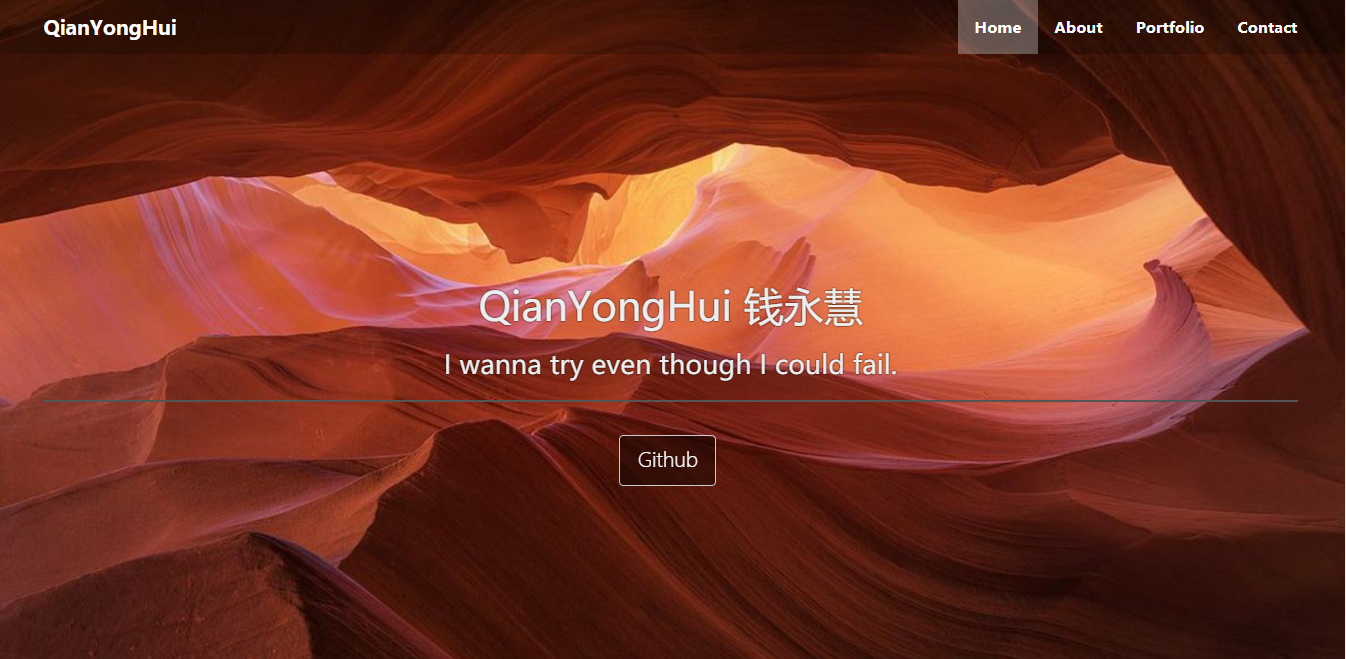 QianYongHui
Home About Portfolio Contact
QianYongHui 钱永慧
I wanna try even though I could fail.
Github